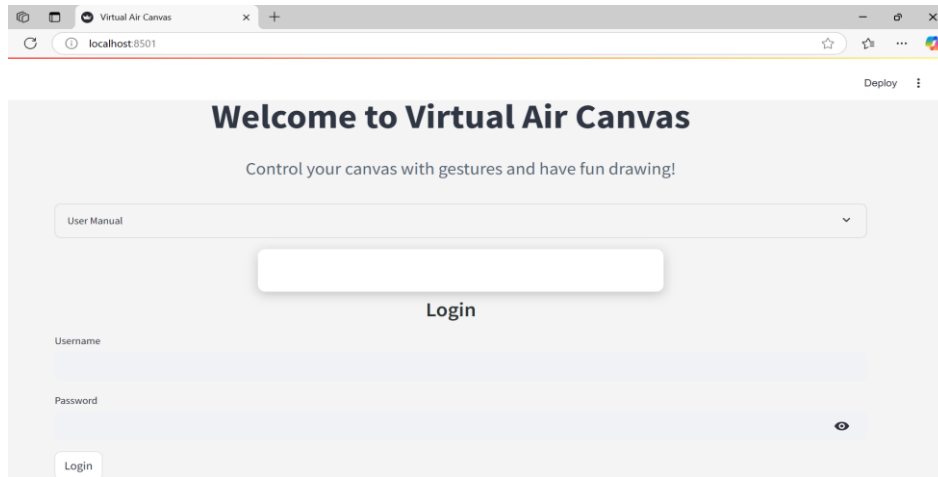 Virtual Air Canvas
localhost:8501
Deploy
Welcome to Virtual Air Canvas
Control your canvas with gestures and have fun drawing!
User Manual
Login
Username
Password
Login